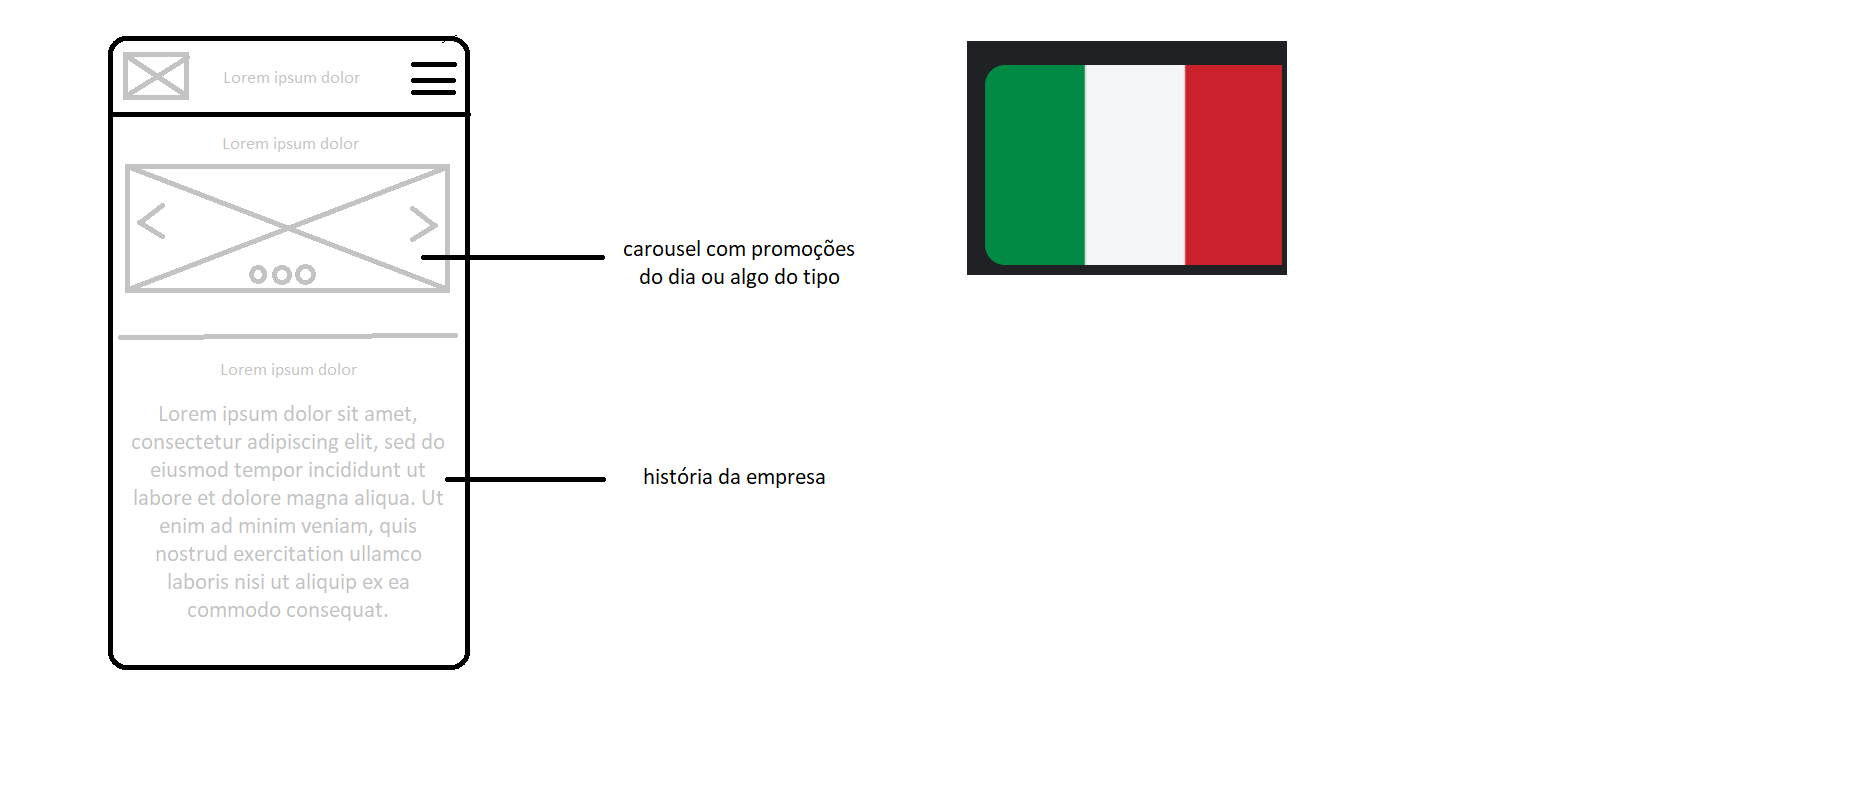 Lorem ipsum dolor
Lorem ipsum dolor
carousel com promoções
do dia ou algo do tipo
Lorem ipsum dolor
Lorem ipsum dolor sit amet,
consectetur adipiscing elit, sed do
eiusmod tempor incididunt ut
labore et dolore magna aliqua. Ut
enim ad minim veniam, quis
nostrud exercitation ullamco
laboris nisi ut aliquip ex ea
commodo consequat.
história da empresa